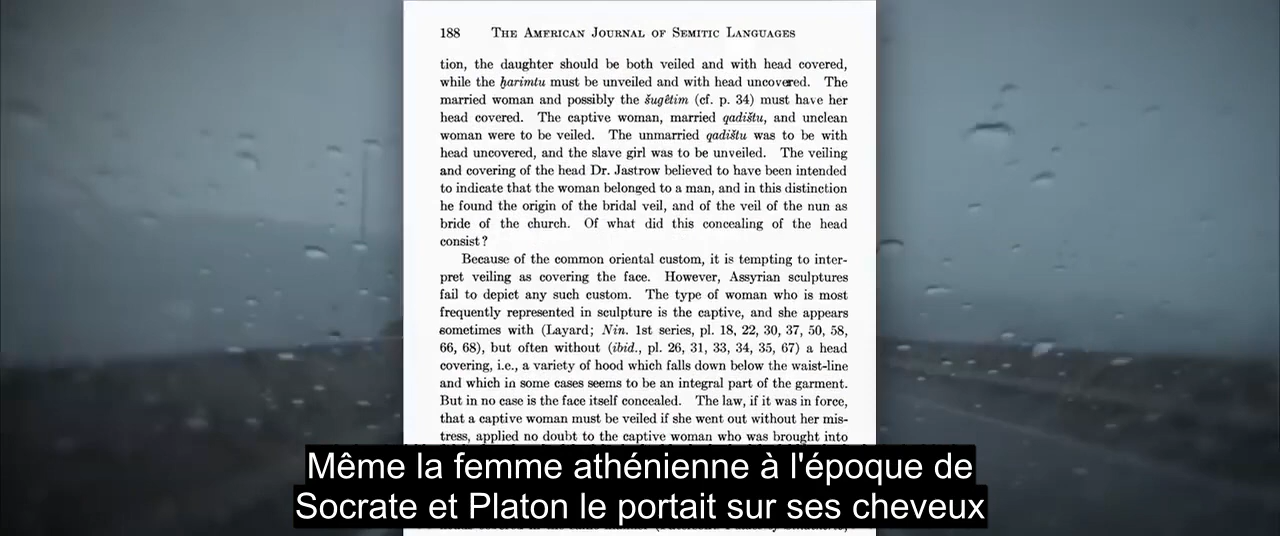 188 THE AMERICAN JOURNAL OF SEMITIC LANGUAGES
tion, the daughter should be both veiled and with head covered,
while the ḫarimtu must be unveiled and with head uncovered. The
married woman and possibly the šugêtim (cf. p. 34) must have her
head covered. The captive woman, married qadištu, and unclean
woman were to be veiled. The unmarried qadištu was to be with
head uncovered, and the slave girl was to be unveiled. The veiling
and covering of the head Dr. Jastrow believed to have been intended
to indicate that the woman belonged to a man, and in this distinction
he found the origin of the bridal veil, and of the veil of the nun as
bride of the church. Of what did this concealing of the head
consist?
Because of the common oriental custom, it is tempting to inter-
pret veiling as covering the face. However, Assyrian sculptures
fail to depict any such custom. The type of woman who is most
frequently represented in sculpture is the captive, and she appears
sometimes with (Layard; Nin. 1st series, pl. 18, 22, 30, 37, 50, 58,
66, 68), but often without (ibid., pl. 26, 31, 33, 34, 35, 67) a head
covering, i.e., a variety of hood which falls down below the waist-line
and which in some cases seems to be an integral part of the garment.
But in no case is the face itself concealed. The law, if it was in force,
that a captive woman must be veiled if she went out without her mis-
tress, applied no doubt to the captive woman who was brought into
Même la femme athénienne à l'époque de
Socrate et Platon le portait sur ses cheveux